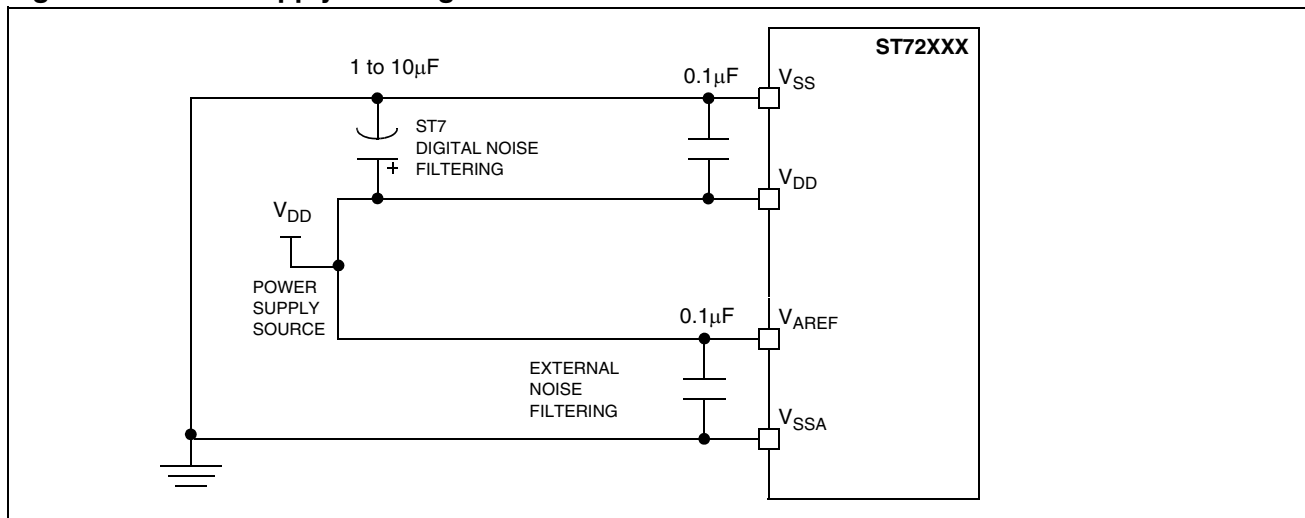 ST72XXX
1 to 10μF
0.1μF
VSS
ST7
DIGITAL NOISE
FILTERING
+
VDD
VDD
POWER
SUPPLY
SOURCE
0.1μF
VAREF
EXTERNAL
NOISE
FILTERING
VSSA